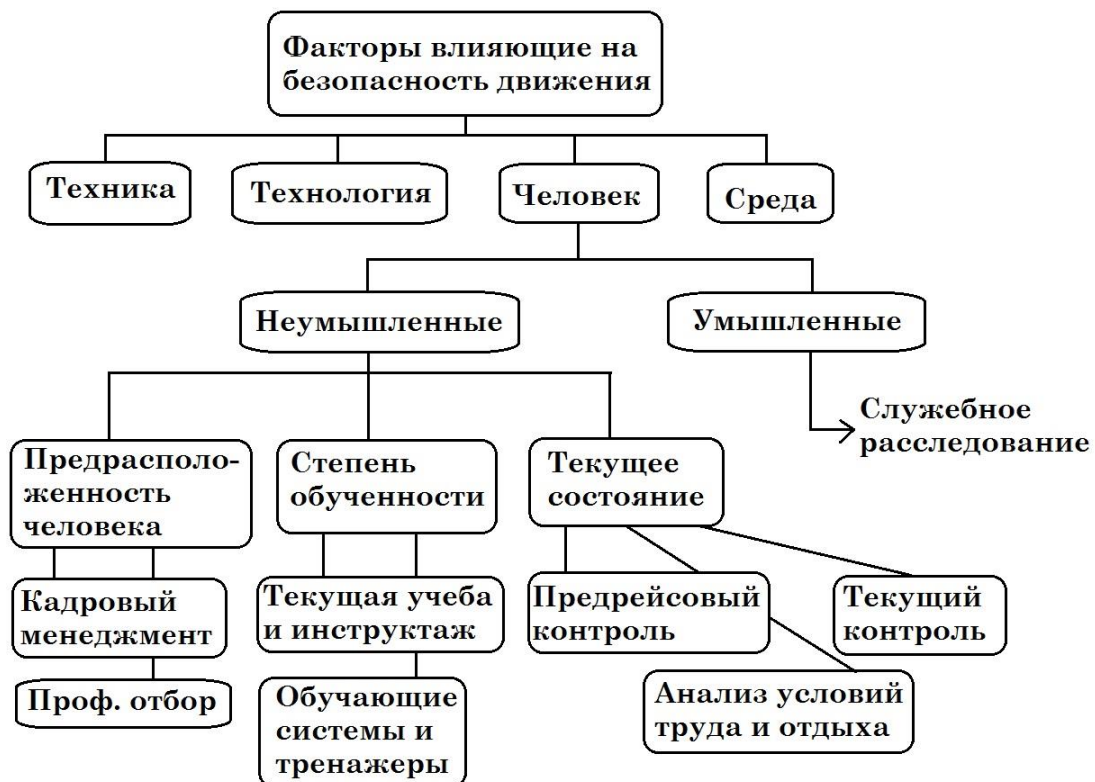 Факторы влияющие на
безопасность движения
Техника
Технология
Человек
Среда
Неумышленные
Умышленные
Служебное
расследование
Предрасполо-
женность
человека
Степень
обученности
Текущее
состояние
Кадровый
менеджмент
Текущая учеба
и инструктаж
Предрейсовый
контроль
Текущий
контроль
Проф. отбор
Обучающие
системы и
тренажеры
Анализ условий
труда и отдыха